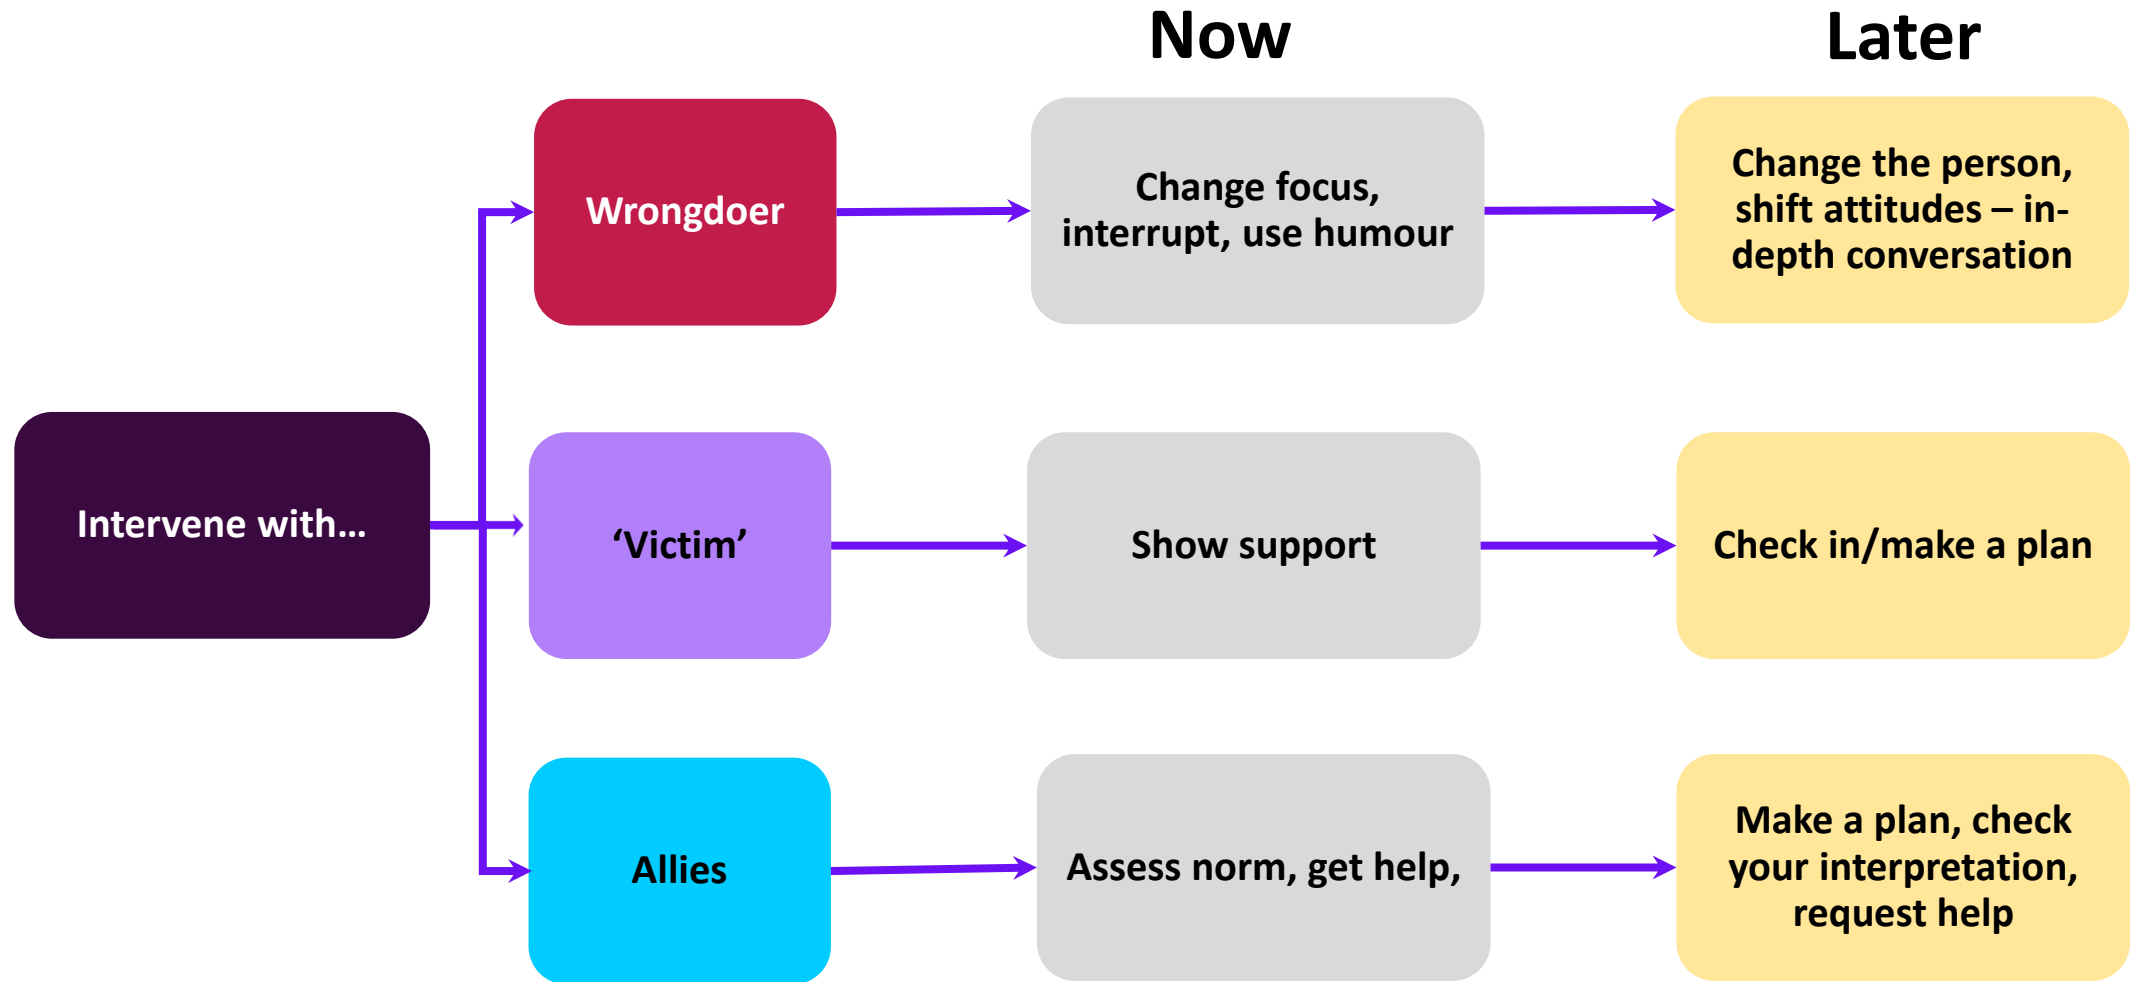 Now
Later
Wrongdoer
Change focus,
interrupt, use humour
Change the person,
shift attitudes – in-
depth conversation
Intervene with…
‘Victim’
Show support
Check in/make a plan
Allies
Assess norm, get help,
Make a plan, check
your interpretation,
request help